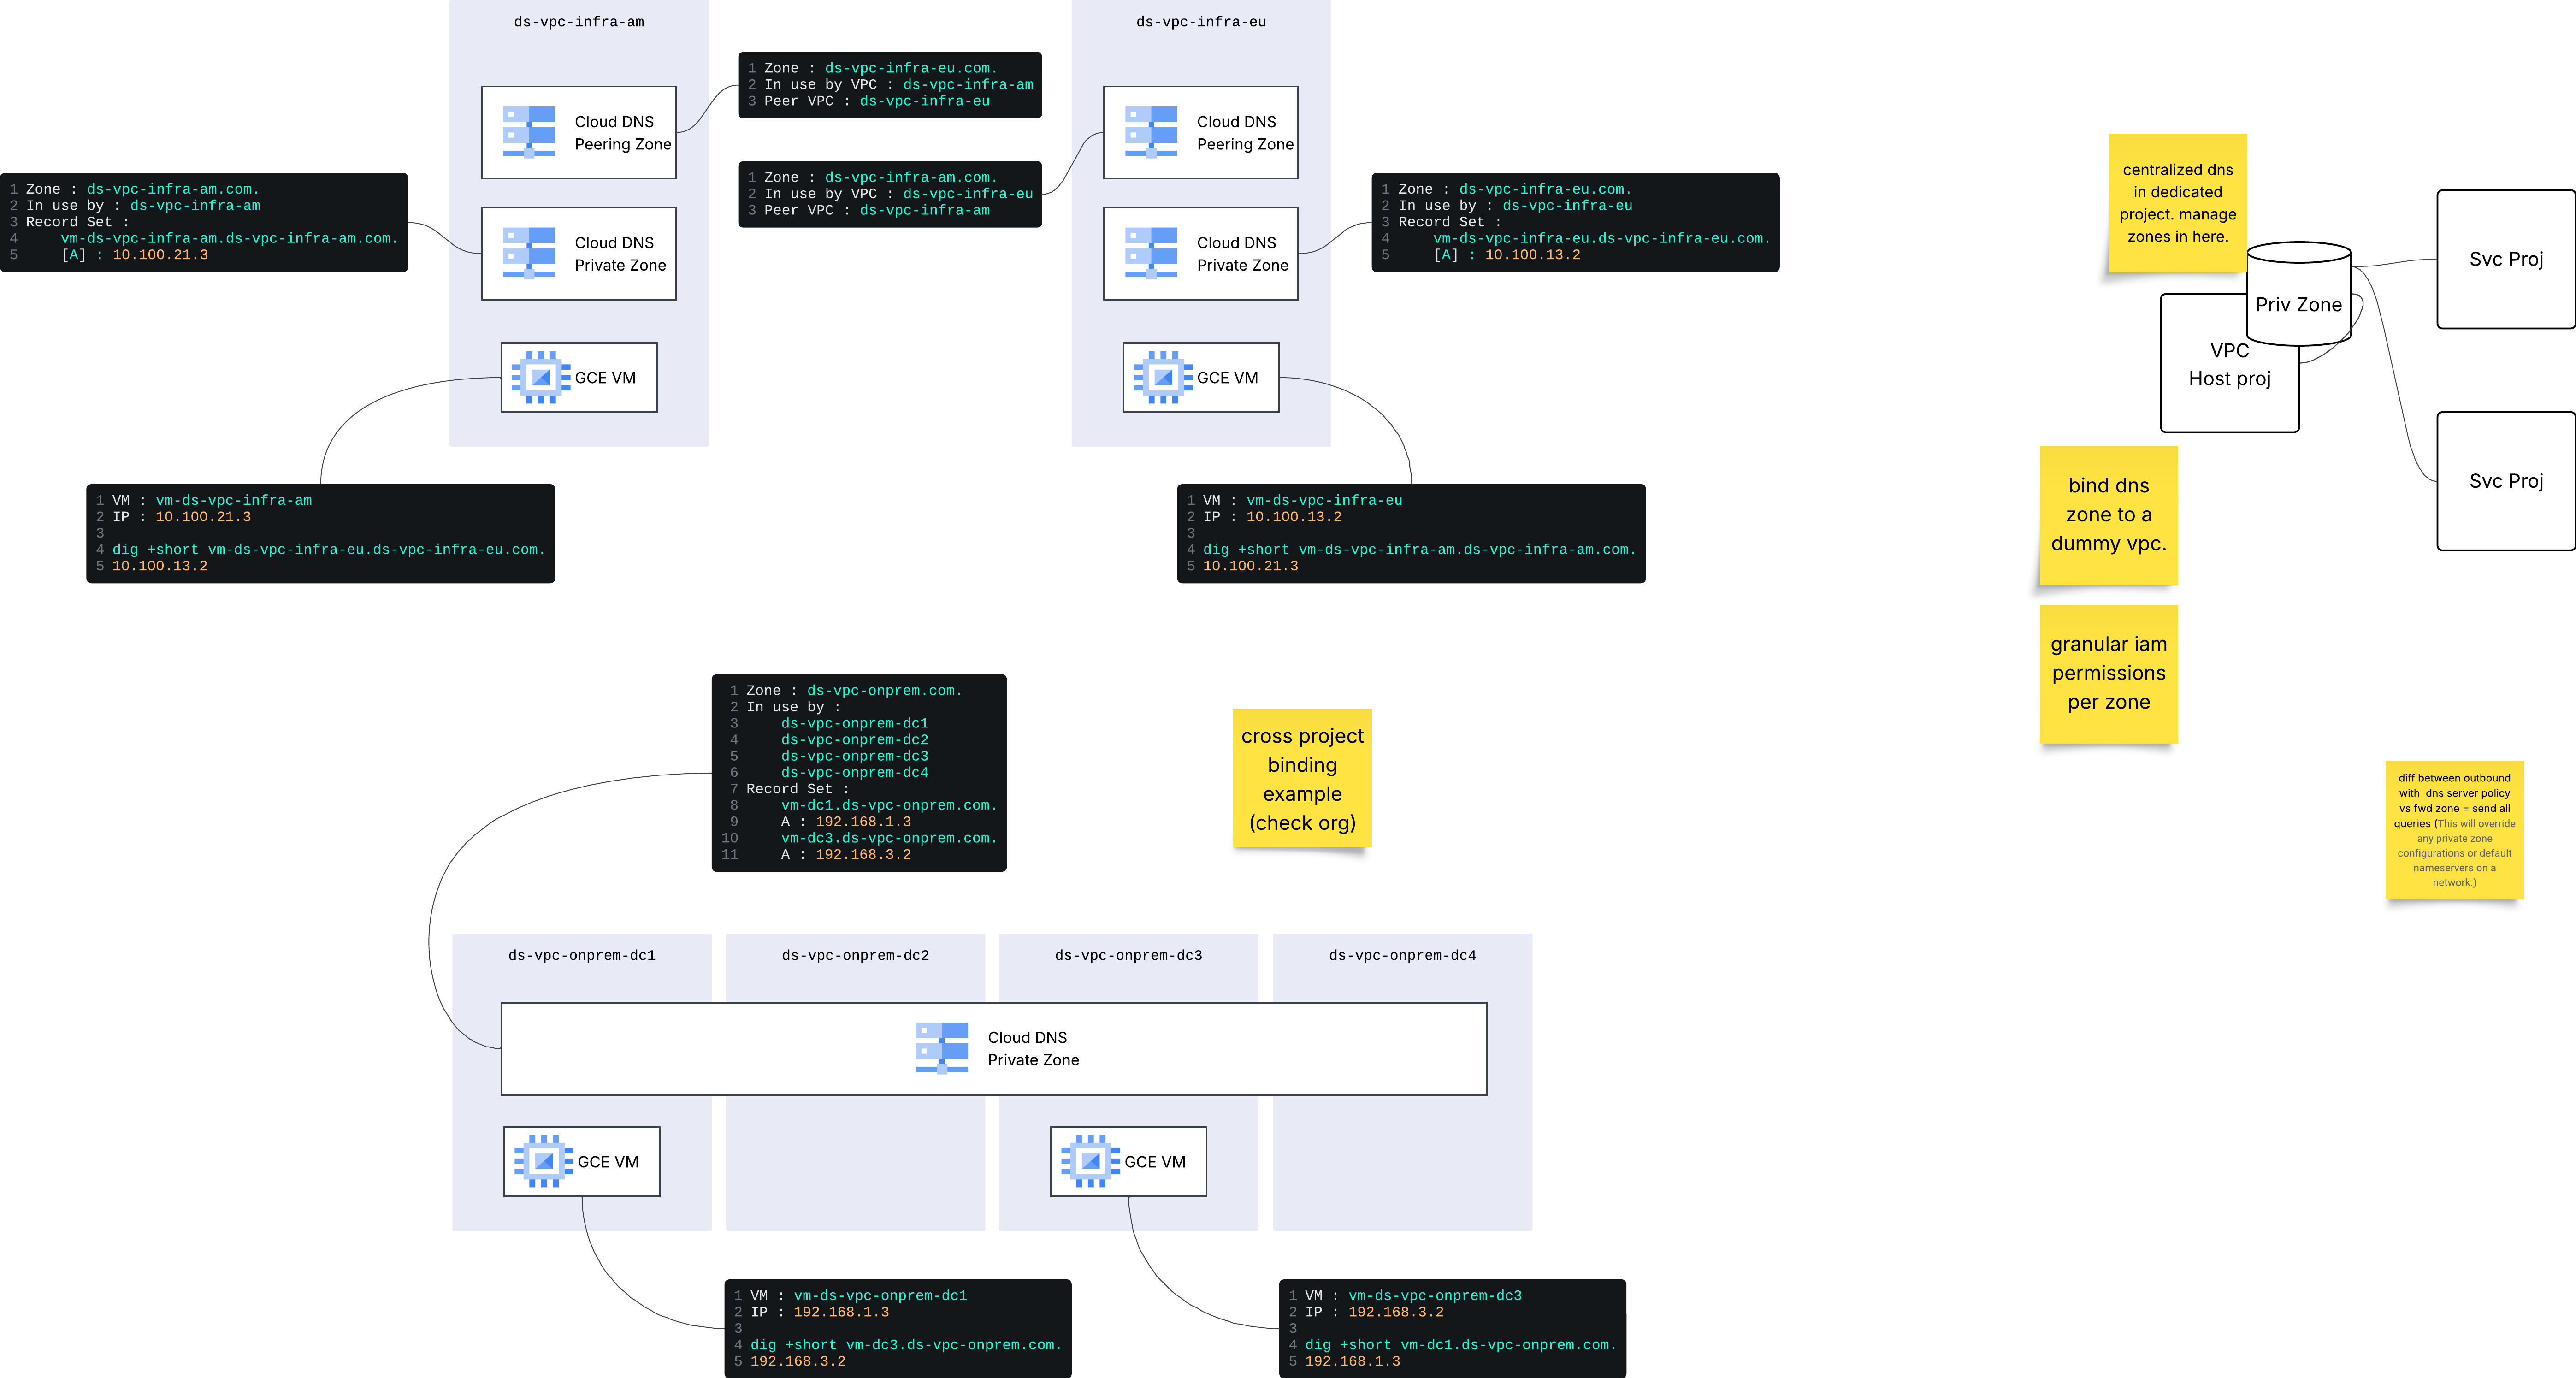 ds-vpc-infra-am
ds-vpc-infra-eu
1 Zone : ds-vpc-infra-eu.com.
2 In use by VPC : ds-vpc-infra-am
3 Peer VPC : ds-vpc-infra-eu
Cloud DNS
Peering Zone
Cloud DNS
Peering Zone
1 Zone : ds-vpc-infra-am.com.
2 In use by VPC : ds-vpc-infra-eu
3 Peer VPC : ds-vpc-infra-am
1 Zone : ds-vpc-infra-am.com.
2 In use by : ds-vpc-infra-am
3 Record Set :
4 vm-ds-vpc-infra-am.ds-vpc-infra-am.com.
5 [A] : 10.100.21.3
Cloud DNS
Private Zone
Cloud DNS
Private Zone
1 Zone : ds-vpc-infra-eu.com.
2 In use by : ds-vpc-infra-eu
3 Record Set :
4 vm-ds-vpc-infra-eu.ds-vpc-infra-eu.com.
5 [A] : 10.100.13.2
GCE VM
GCE VM
1 VM : vm-ds-vpc-infra-am
2 IP : 10.100.21.3
3
4 dig +short vm-ds-vpc-infra-eu.ds-vpc-infra-eu.com.
5 10.100.13.2
1 VM : vm-ds-vpc-infra-eu
2 IP : 10.100.13.2
3
4 dig +short vm-ds-vpc-infra-am.ds-vpc-infra-am.com.
5 10.100.21.3
centralized dns
in dedicated
project. manage
zones in here.
Priv Zone
VPC
Host proj
Svc Proj
Svc Proj
bind dns
zone to a
dummy vpc.
granular iam
permissions
per zone
diff between outbound
with dns server policy
vs fwd zone = send all
queries (This will override
any private zone
configurations or default
nameservers on a
network.)
1 Zone : ds-vpc-onprem.com.
2 In use by :
3 ds-vpc-onprem-dc1
4 ds-vpc-onprem-dc2
5 ds-vpc-onprem-dc3
6 ds-vpc-onprem-dc4
7 Record Set :
8 vm-dc1.ds-vpc-onprem.com.
9 A : 192.168.1.3
10 vm-dc3.ds-vpc-onprem.com.
11 A : 192.168.3.2
cross project
binding
example
(check org)
ds-vpc-onprem-dc1
ds-vpc-onprem-dc2
ds-vpc-onprem-dc3
ds-vpc-onprem-dc4
Cloud DNS
Private Zone
GCE VM
GCE VM
1 VM : vm-ds-vpc-onprem-dc1
2 IP : 192.168.1.3
3
4 dig +short vm-dc3.ds-vpc-onprem.com.
5 192.168.3.2
1 VM : vm-ds-vpc-onprem-dc3
2 IP : 192.168.3.2
3
4 dig +short vm-dc1.ds-vpc-onprem.com.
5 192.168.1.3